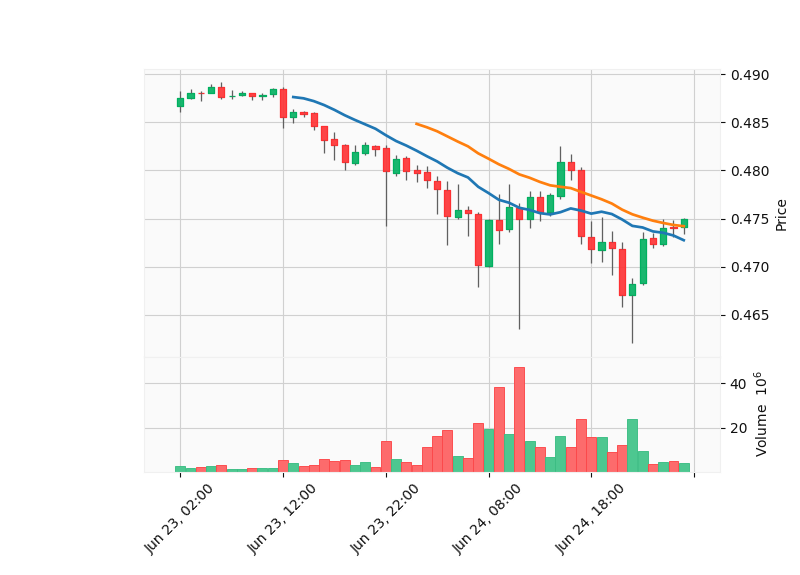 0.490
0.485
0.480
0.475
0.470
0.465
Price
40
20
Volume 10^6
Jun 23, 02:00
Jun 23, 12:00
Jun 23, 22:00
Jun 24, 08:00
Jun 24, 18:00